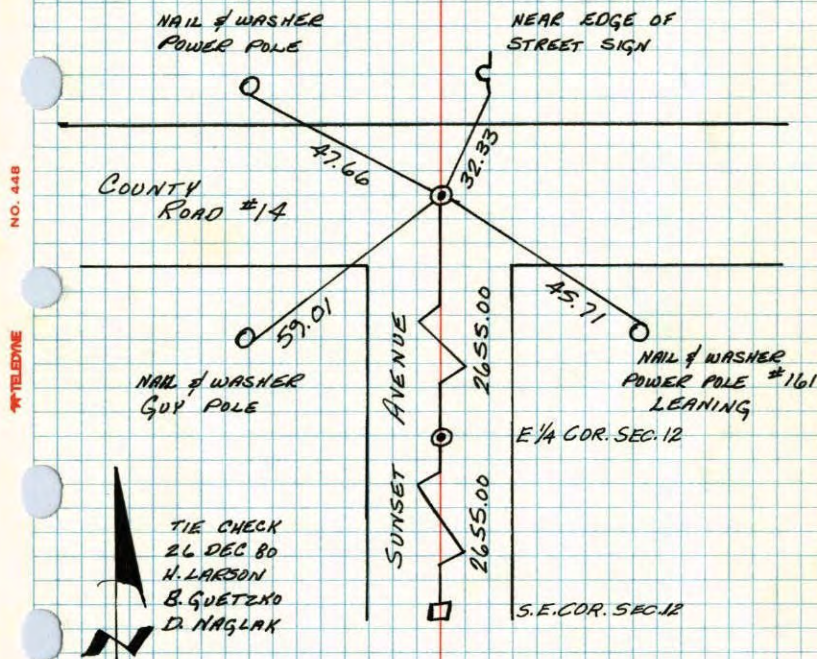 NAIL & WASHER
POWER POLE
NEAR EDGE OF
STREET SIGN
47.66
32.33
COUNTY
ROAD #14
NO. 448
59.01
45.71
TELEDYNE
NAIL & WASHER
GUY POLE
SUNSET AVENUE
2655.00
NAIL & WASHER
POWER POLE #161
LEANING
E 1/4 COR. SEC. 12
2655.00
TIE CHECK
26 DEC 80
H. LARSON
B. GUETZKO
D. NAGLAK
S.E. COR. SEC. 12
N